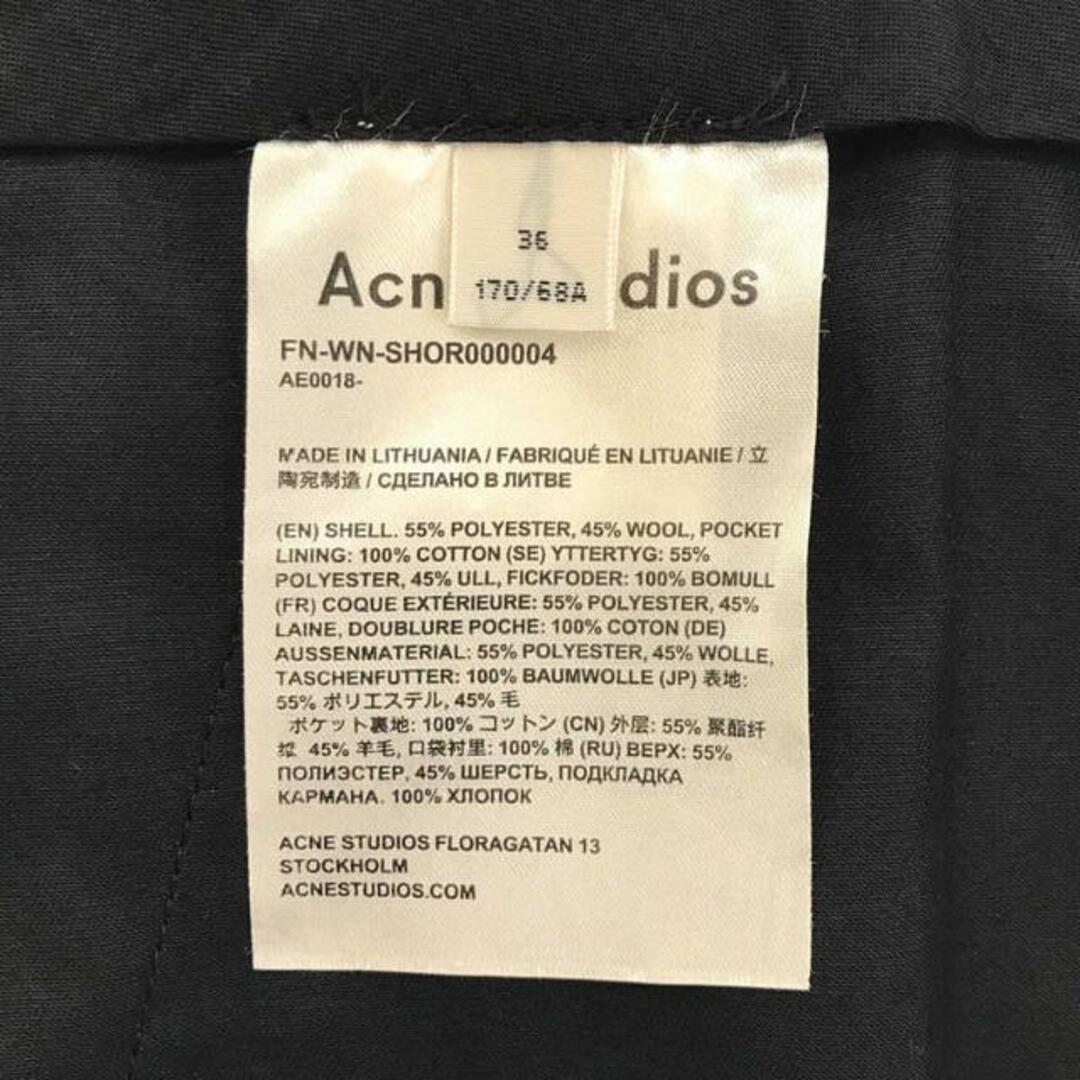 36
170/68A
Acn dios
FN-WN-SHOR000004
AE0018-
MADE IN LITHUANIA / FABRIQUÉ EN LITUANIE / 立
陶宛制造 / СДЕЛАНО В ЛИТВЕ
(EN) SHELL. 55% POLYESTER, 45% WOOL, POCKET
LINING: 100% COTTON (SE) YTTERTYG: 55%
POLYESTER, 45% ULL, FICKFODER: 100% BOMULL
(FR) COQUE EXTÉRIEURE: 55% POLYESTER, 45%
LAINE, DOUBLURE POCHE: 100% COTON (DE)
AUSSENMATERIAL: 55% POLYESTER, 45% WOLLE,
TASCHENFUTTER: 100% BAUMWOLLE (JP) 表地:
55% ポリエステル, 45% 毛
ポケット裏地: 100% コットン (CN) 外层: 55% 聚酯纤
45% 羊毛, 口袋衬里: 100% 棉 (RU) ВЕРХ: 55%
ПОЛИЭСТЕР, 45% ШЕРСТЬ, ПОДКЛАДКА
КАРМАНА. 100% ХЛОПОК
ACNE STUDIOS FLORAGATAN 13
STOCKHOLM
ACNESTUDIOS.COM